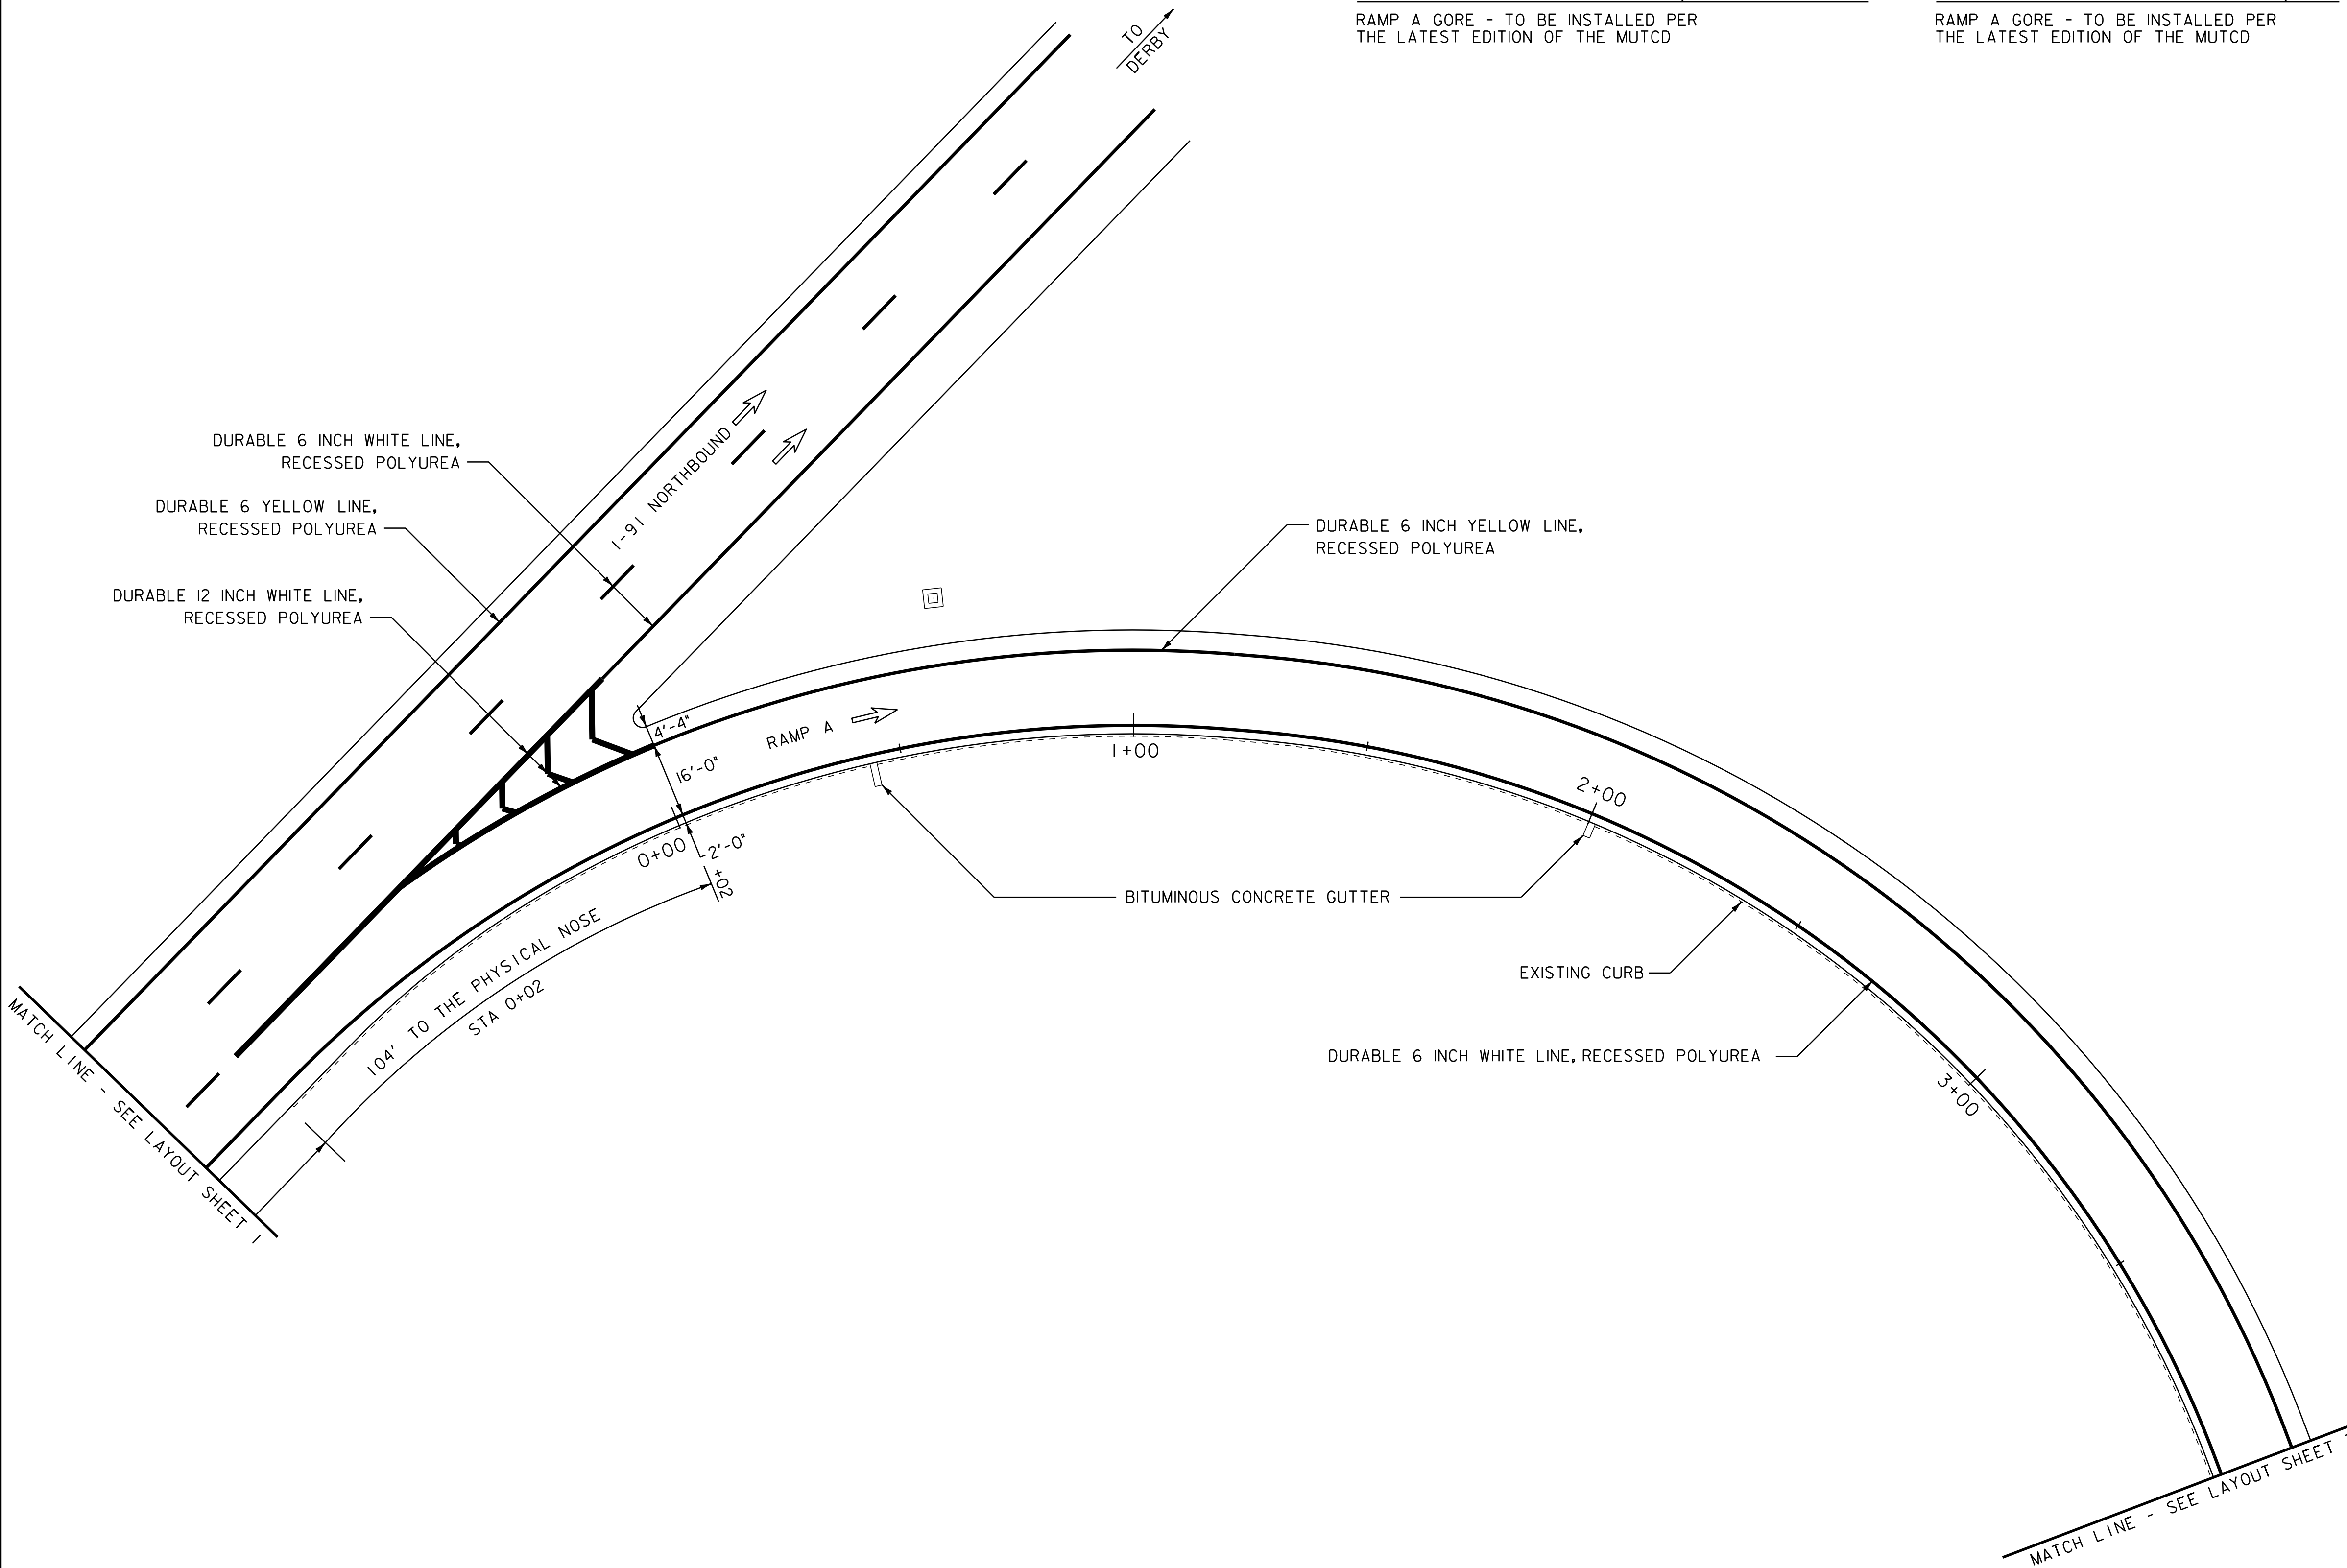 RAMP A GORE - TO BE INSTALLED PER
THE LATEST EDITION OF THE MUTCD
RAMP A GORE - TO BE INSTALLED PER
THE LATEST EDITION OF THE MUTCD
TO
DERBY
DURABLE 6 INCH WHITE LINE,
RECESSED POLYUREA
I-91 NORTHBOUND
DURABLE 6 YELLOW LINE,
RECESSED POLYUREA
DURABLE 12 INCH WHITE LINE,
RECESSED POLYUREA
DURABLE 6 INCH YELLOW LINE,
RECESSED POLYUREA
4'-4"
RAMP A
16'-0"
1+00
2+00
0+00
2'-0"
+02
BITUMINOUS CONCRETE GUTTER
104' TO THE PHYSICAL NOSE
STA 0+02
EXISTING CURB
DURABLE 6 INCH WHITE LINE, RECESSED POLYUREA
3+00
MATCH LINE - SEE LAYOUT SHEET 1
MATCH LINE - SEE LAYOUT SHEET